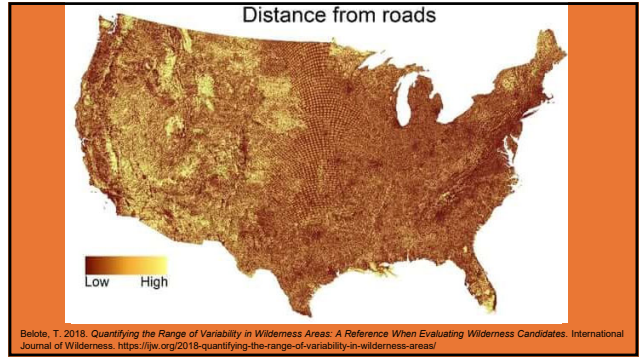 Distance from roads
Low High
Belote, T. 2018. Quantifying the Range of Variability in Wilderness Areas: A Reference When Evaluating Wilderness Candidates. International
Journal of Wilderness. https://ijw.org/2018-quantifying-the-range-of-variability-in-wilderness-areas/